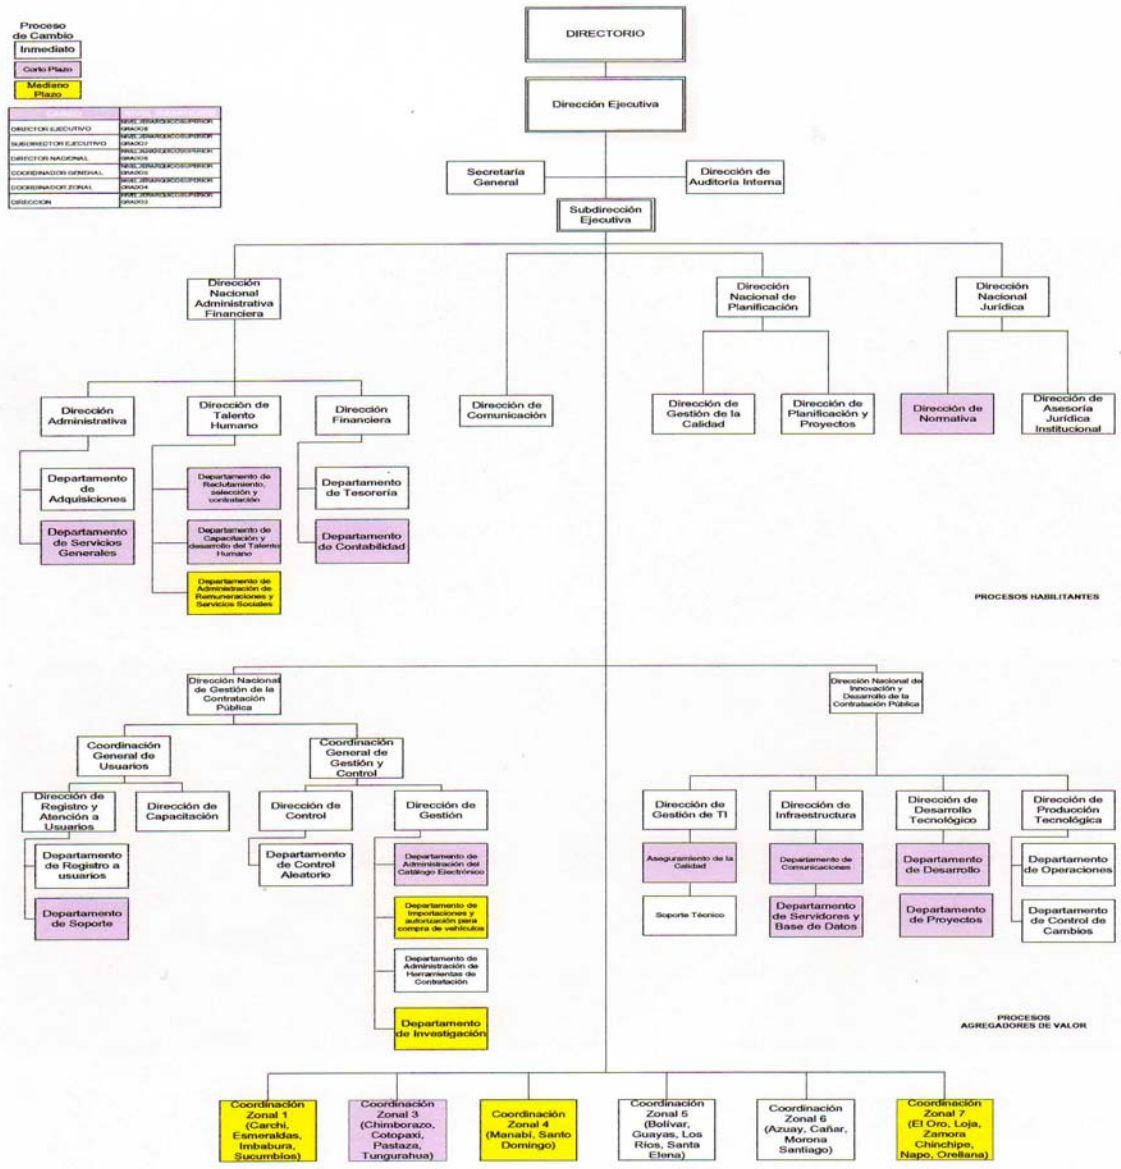 Proceso
de Cambio
Inmediato
Corto Plazo
Mediano
Plazo
DIRECTOR EJECUTIVO
SUBDIRECTOR EJECUTIVO
DIRECTOR NACIONAL
COORDINADOR GENERAL
COORDINADOR ZONAL
DIRECCION
DIRECTORIO
Dirección Ejecutiva
Secretaría
General
Dirección de
Auditoría Interna
Subdirección
Ejecutiva
Dirección
Nacional
Administrativa
Financiera
Dirección
Nacional de
Planificación
Dirección
Nacional
Jurídica
Dirección
Administrativa
Dirección de
Talento
Humano
Dirección
Financiera
Dirección de
Comunicación
Dirección de
Gestión de la
Calidad
Dirección de
Planificación y
Proyectos
Dirección de
Normativa
Dirección de
Asesoría
Jurídica
Institucional
Departamento
de
Adquisiciones
Departamento de
Reclutamiento,
selección y
contratación
Departamento
de Tesorería
Departamento
de Servicios
Generales
Departamento de
Capacitación y
desarrollo del Talento
Humano
Departamento
de Contabilidad
Departamento de
Administración de
Remuneraciones y
Servicios Sociales
PROCESOS HABILITANTES
Dirección Nacional
de Gestión de la
Contratación
Pública
Dirección Nacional de
Innovación y
Desarrollo de la
Contratación Pública
Coordinación
General de
Usuarios
Coordinación
General de
Gestión y
Control
Dirección de
Registro y
Atención a
Usuarios
Dirección de
Capacitación
Dirección de
Control
Dirección de
Gestión
Dirección de
Gestión de TI
Dirección de
Infraestructura
Dirección de
Desarrollo
Tecnológico
Dirección de
Producción
Tecnológica
Departamento
de Registro a
usuarios
Departamento
de Control
Aleatorio
Departamento de
Administración del
Catálogo Electrónico
Aseguramiento de la
Calidad
Departamento de
Comunicaciones
Departamento
de Desarrollo
Departamento
de Operaciones
Departamento
de Soporte
Departamento de
Importaciones y
autorización para
compra de vehículos
Soporte Técnico
Departamento
de Servidores y
Base de Datos
Departamento
de Proyectos
Departamento
de Control de
Cambios
Departamento
de Administración de
Herramientas de
Contratación
Departamento
de Investigación
PROCESOS
AGREGADORES DE VALOR
Coordinación
Zonal 1
(Carchi,
Esmeraldas,
Imbabura,
Sucumbíos)
Coordinación
Zonal 3
(Chimborazo,
Cotopaxi,
Pastaza,
Tungurahua)
Coordinación
Zonal 4
(Manabí, Santo
Domingo)
Coordinación
Zonal 5
(Bolívar,
Guayas, Los
Ríos, Santa
Elena)
Coordinación
Zonal 6
(Azuay, Cañar,
Morona
Santiago)
Coordinación
Zonal 7
(El Oro, Loja,
Zamora
Chinchipe,
Napo, Orellana)